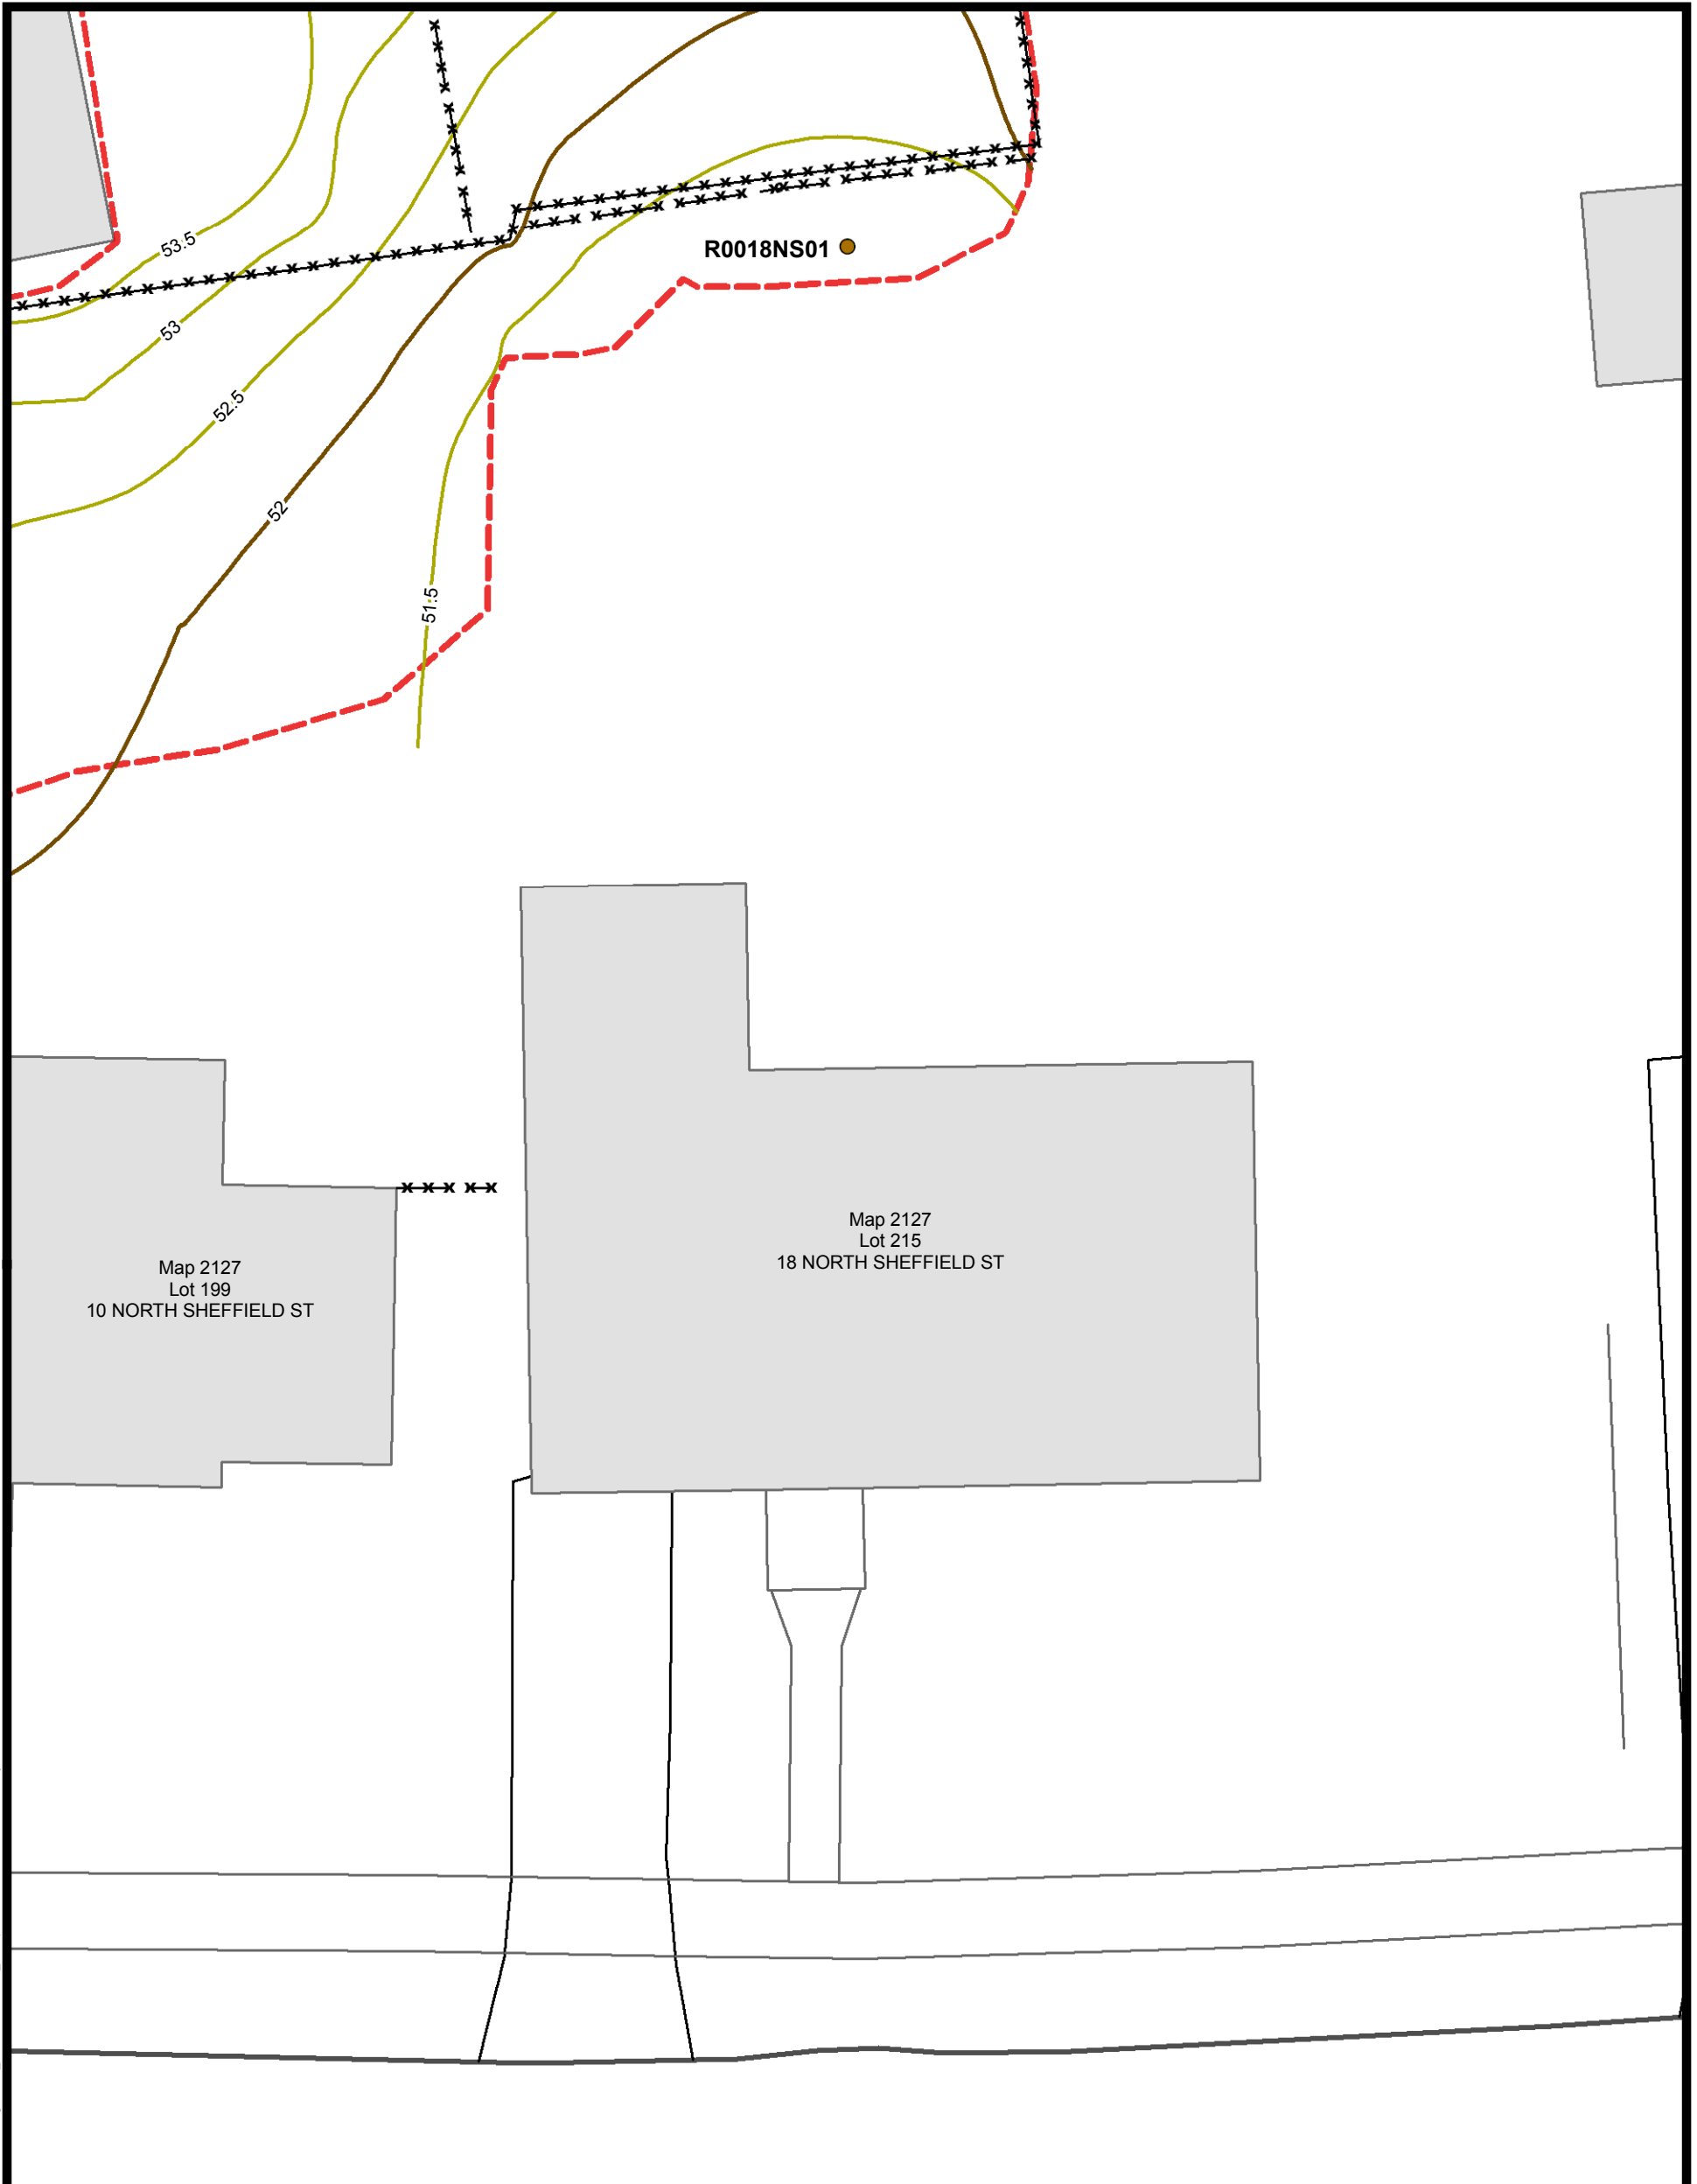 53.5
R0018NS01
53
52.5
52
51.5
Map 2127
Lot 215
18 NORTH SHEFFIELD ST
Map 2127
Lot 199
10 NORTH SHEFFIELD ST